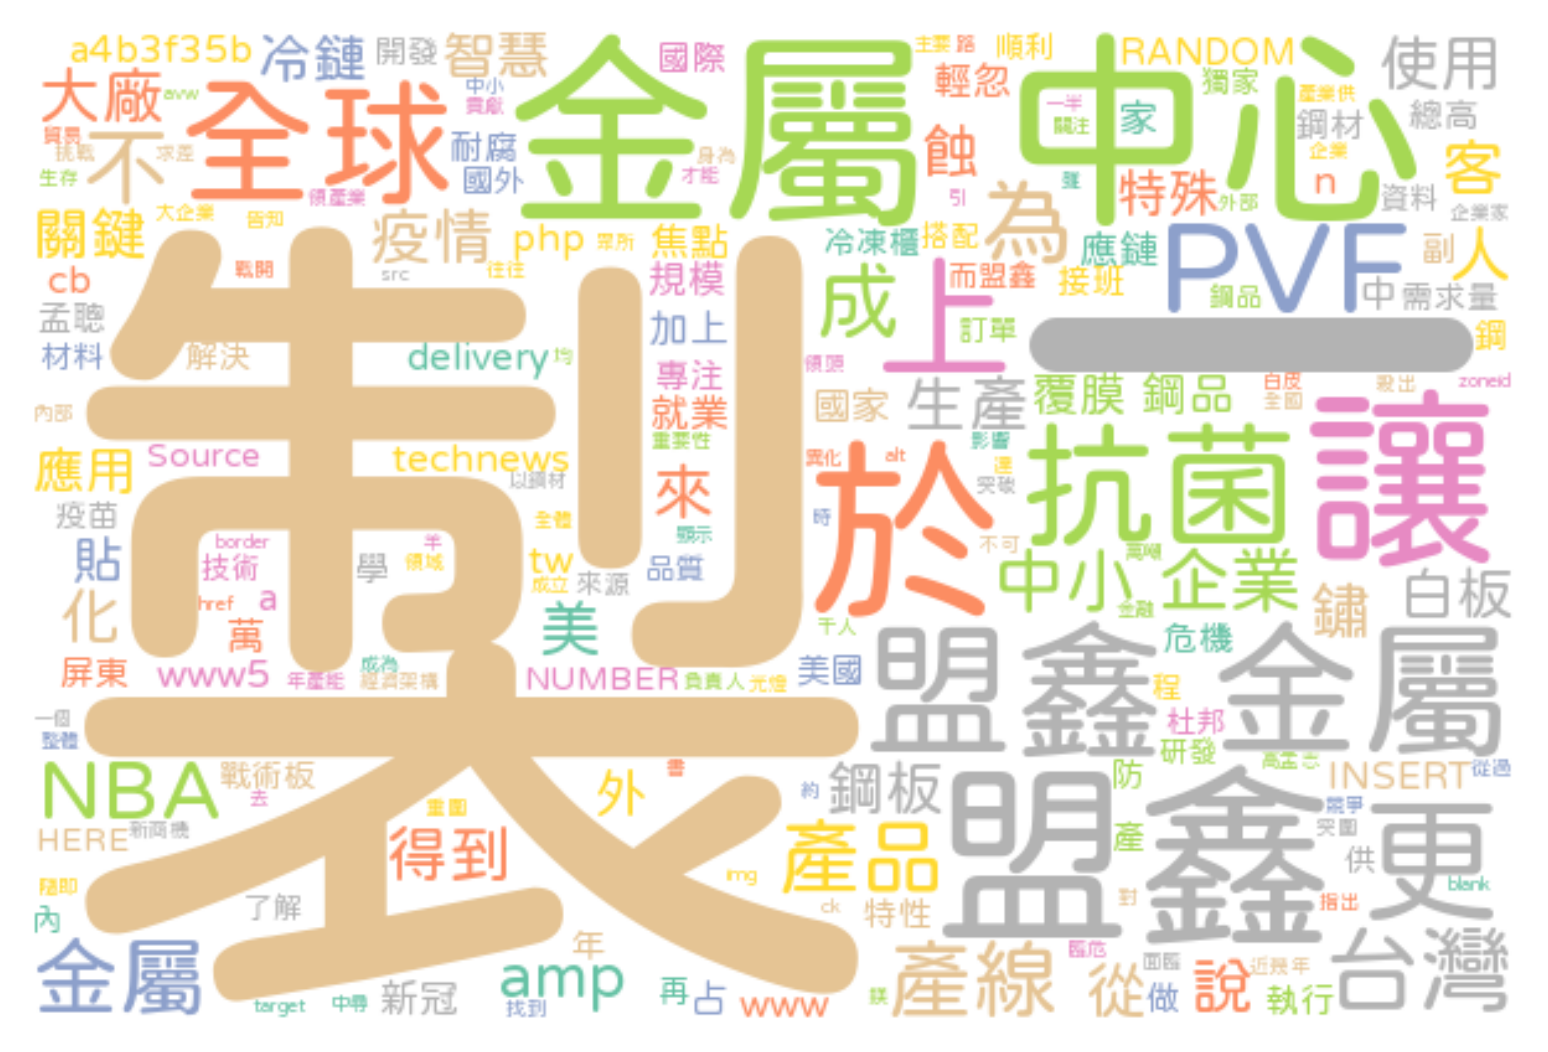 a4b3f35b
冷鏈
開發
智慧
國際
主要
路
順利
RANDOM
使用
大廠
avw
全球
中小
貢獻
金屬
中心
輕忽
獨家
產業供
一半
關注
家
鋼材
總高
貿易
挑戰
不
求差
耐腐
國外
身為
才能
蝕
企業
客
生存
領產業
引
特殊
外部
n
資料
企業家
關鍵
大企業
皆知
疫情
php
眾所
焦點
冷凍櫃
搭配
為
應鏈
PVF
副
人
cb
戰開
src
往往
規模
成
上
而盟鑫
接班
鋼品
中
需求量
孟聰
製
加上
訂單
一
鋼
材料
解決
delivery
均
專注
領頭
國家
生產
覆膜
鋼品
白皮
全國
殺出
zoneid
內部
就業
重要性
影響
讓
應用
Source
technews
以鋼材
來
異化
於
alt
達
突破
抗菌
疫苗
全體
顯示
時
不可
萬噸
貼
border
技術
學
羊
領域
tw
成立
來源
品質
中小
企業
鏽
白板
化
href
a
萬
美
千人
金融
屏東
www5
年產能
成為
經濟架構
NUMBER
負責人
元燈
美國
盟鑫
金屬
危機
程
杜邦
一個
整體
研發
高孟志
NBA
戰術板
去
重圍
外
書
約
鋼板
防
INSERT
從過
HERE
新商機
得到
產品
盟鑫
產
競爭
突圍
更
供
隨即
img
ck
特性
對
指出
blank
內
了解
金屬
年
產線
臨危
面臨
近幾年
台灣
target
中尋
新冠
amp
找到
再
占
www
鎂
從
做
說
執行